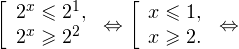 [ 2^x ⩽ 2^1, ⇔ [ x ⩽ 1, ⇔
2^x ⩾ 2^2 x ⩾ 2.